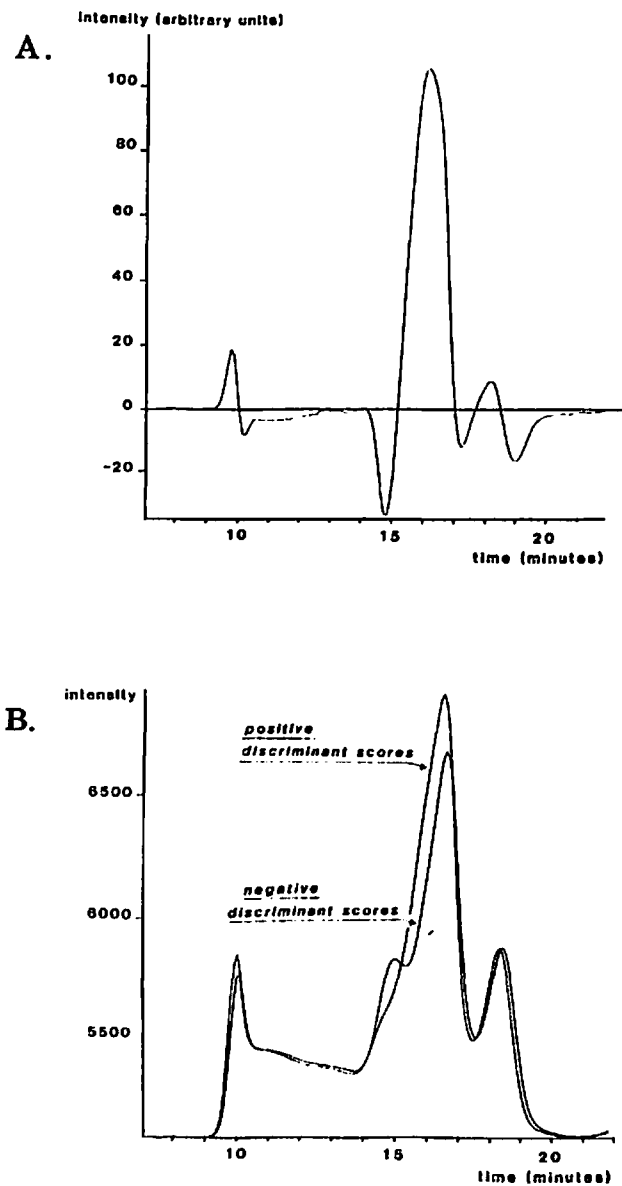 Intensity (arbitrary units)
A.
100
80
60
40
20
0
-20
10
15
20
time (minutes)
intensity
B.
positive
discriminant scores
6500
negative
discriminant scores
6000
5500
10
15
20
time (minutes)